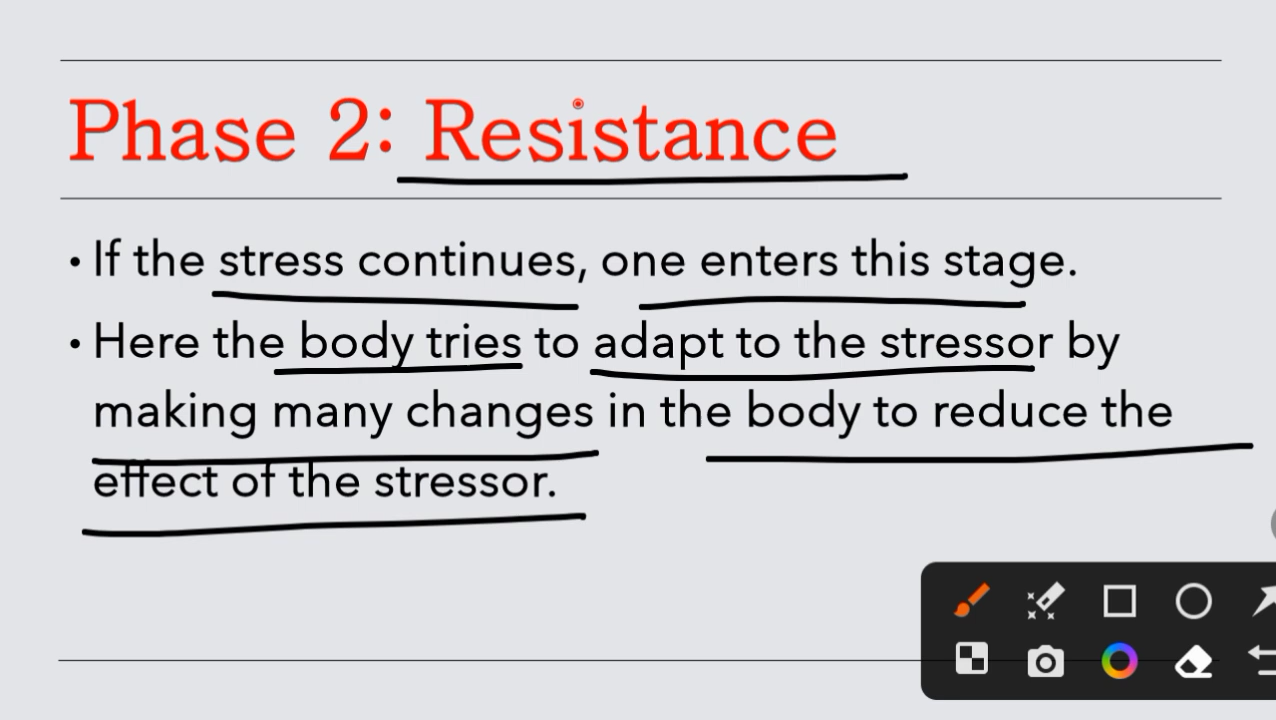 Phase 2: Resistance
• If the stress continues, one enters this stage.
• Here the body tries to adapt to the stressor by
making many changes in the body to reduce the
effect of the stressor.